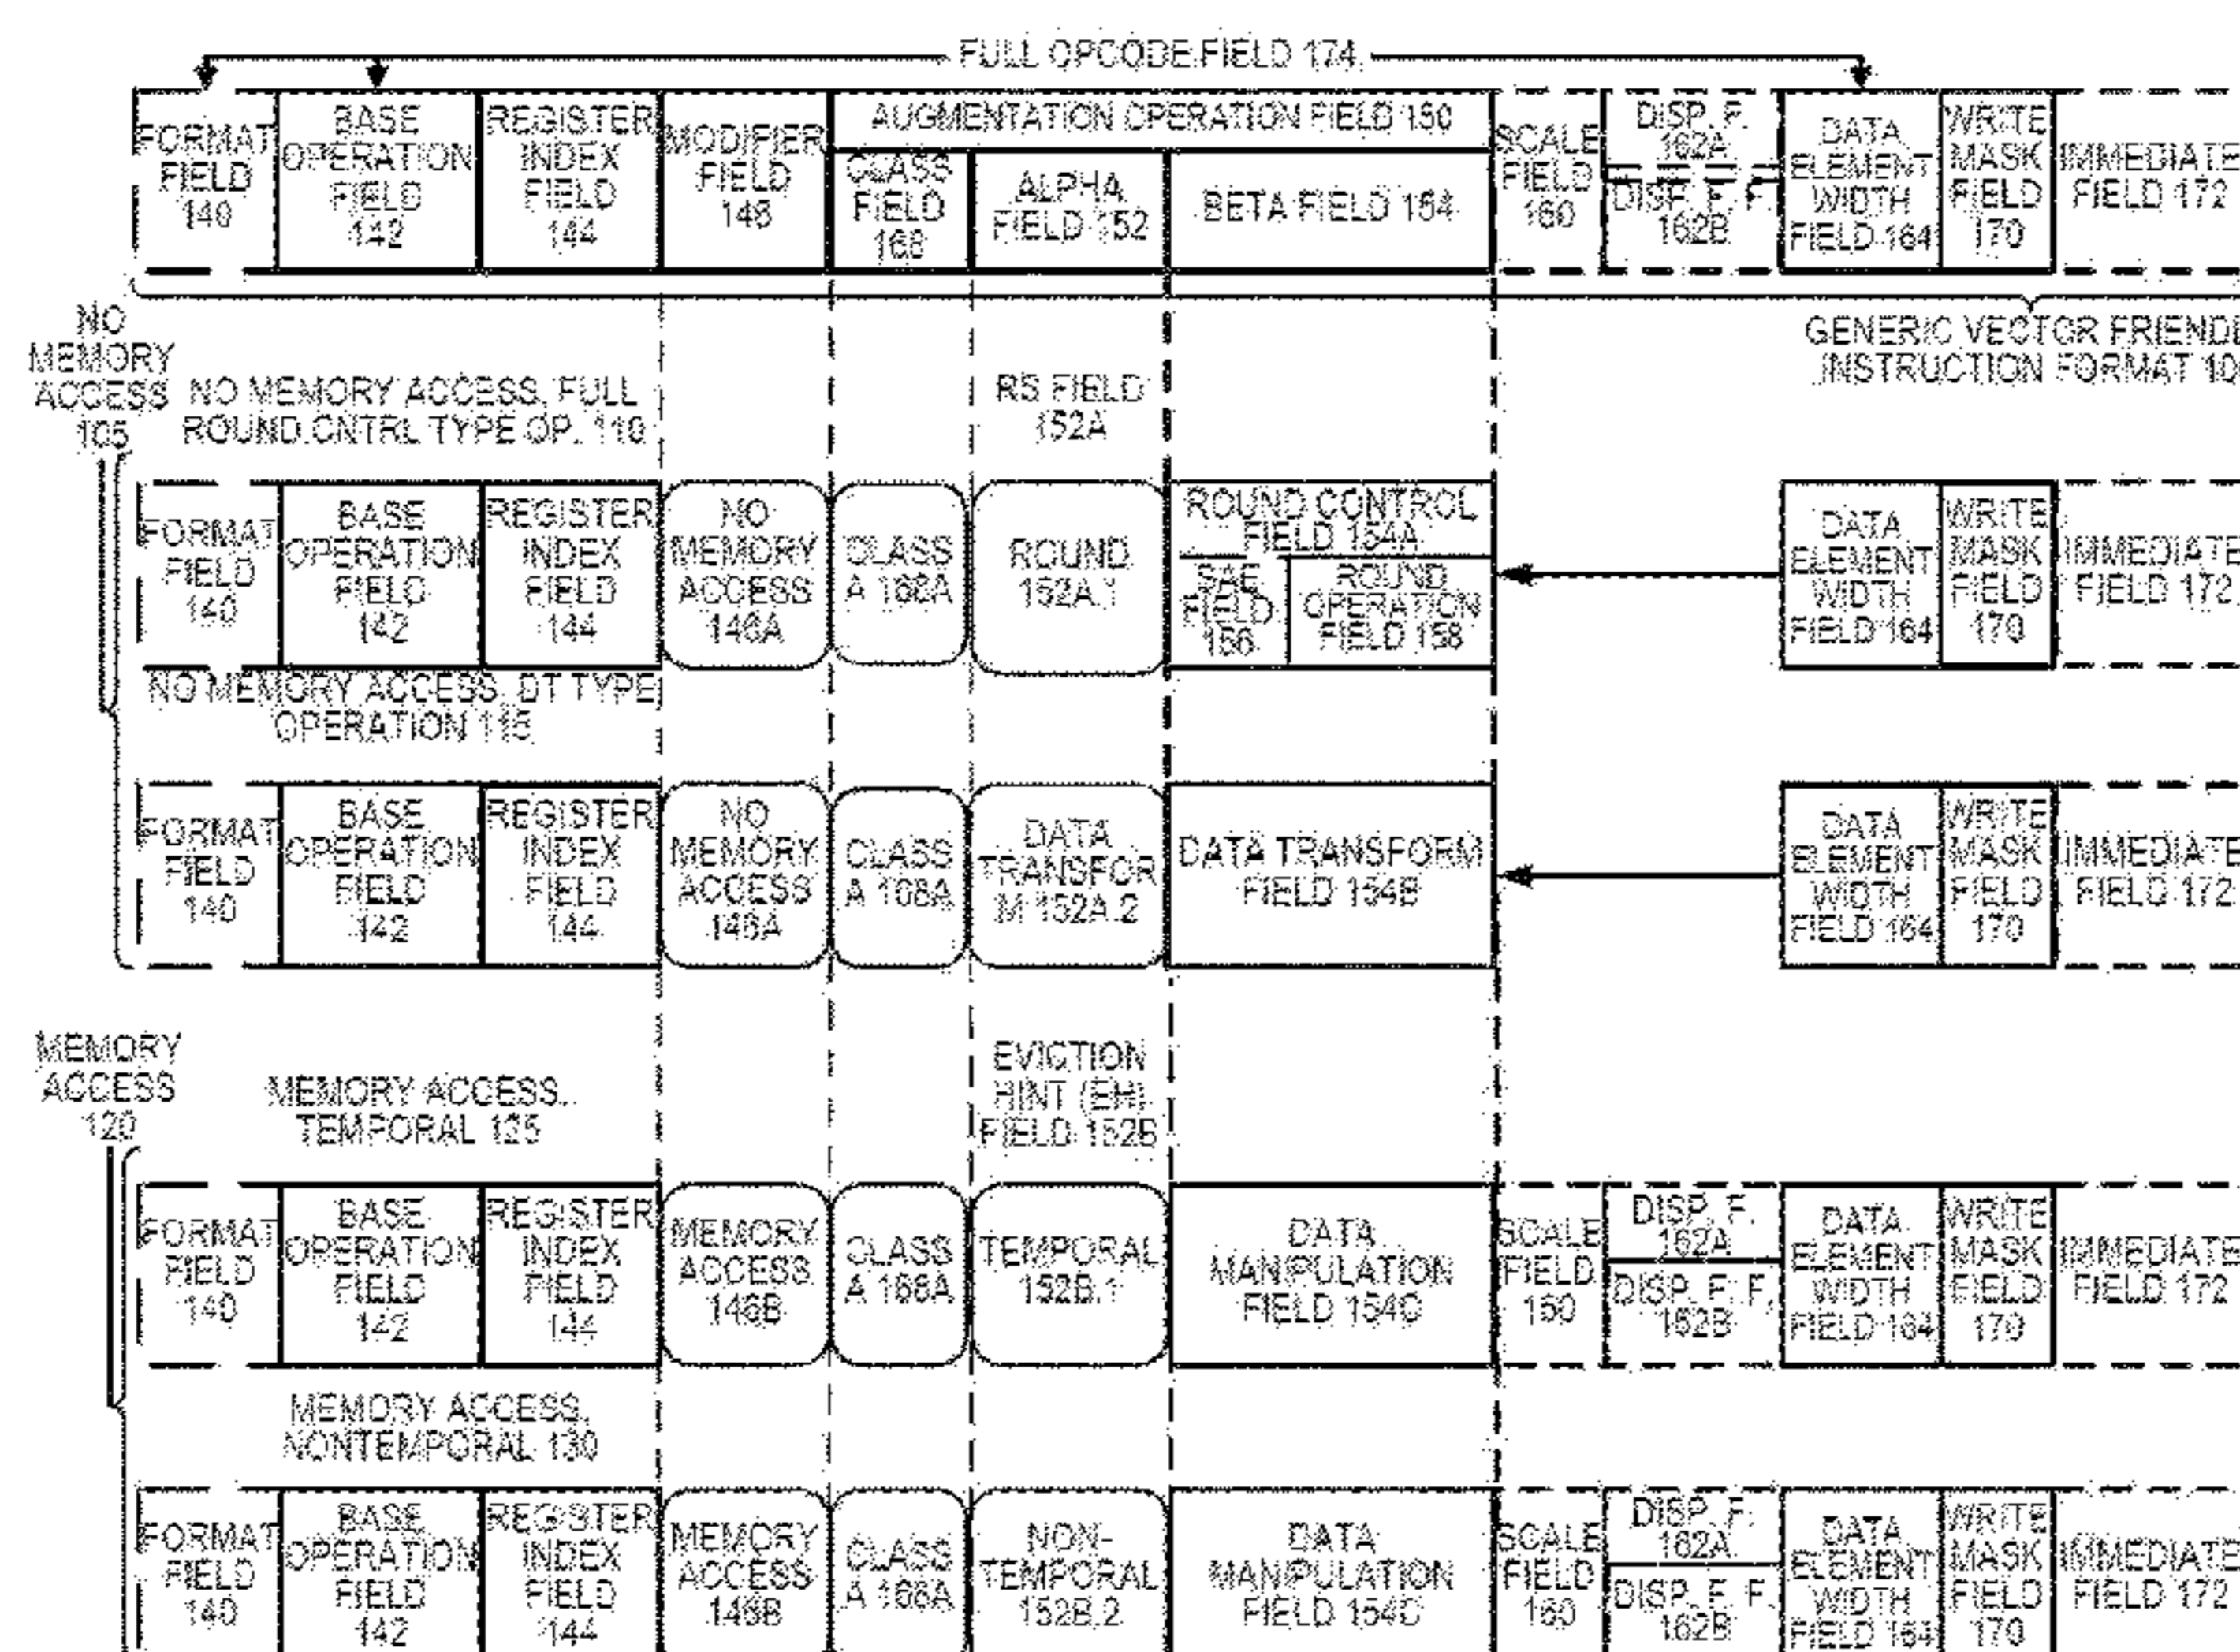 FULL OPCODE FIELD 174
FORMAT
FIELD
140
BASE
OPERATION
FIELD
142
REGISTER
INDEX
FIELD
144
MODIFIER
FIELD
146
AUGMENTATION OPERATION FIELD 150
CLASS
FIELD
168
ALPHA
FIELD 152
BETA FIELD 154
SCALE
FIELD
160
DISP. F.
162A
DISP. F. F.
162B
DATA
ELEMENT
WIDTH
FIELD 164
WRITE
MASK
FIELD
170
IMMEDIATE
FIELD 172
GENERIC VECTOR
INSTRUCTION FORMAT
NO
MEMORY
ACCESS
105
NO MEMORY ACCESS, FULL
ROUND CNTRL TYPE OP. 110
RS FIELD
152A
FORMAT
FIELD
140
BASE
OPERATION
FIELD
142
REGISTER
INDEX
FIELD
144
NO
MEMORY
ACCESS
146A
CLASS
A 168A
ROUND
152A.1
ROUND CONTROL
FIELD 154A
SAE
FIELD
156
ROUND
OPERATION
FIELD 158
DATA
ELEMENT
WIDTH
FIELD 164
WRITE
MASK
FIELD
170
IMMEDIATE
FIELD 172
NO MEMORY ACCESS, DT TYPE
OPERATION 115
FORMAT
FIELD
140
BASE
OPERATION
FIELD
142
REGISTER
INDEX
FIELD
144
NO
MEMORY
ACCESS
146A
CLASS
A 168A
DATA
TRANSFOR
M 152A.2
DATA TRANSFORM
FIELD 154B
DATA
ELEMENT
WIDTH
FIELD 164
WRITE
MASK
FIELD
170
IMMEDIATE
FIELD 172
MEMORY
ACCESS
120
MEMORY ACCESS,
TEMPORAL 125
EVICTION
HINT (EH)
FIELD 152B
FORMAT
FIELD
140
BASE
OPERATION
FIELD
142
REGISTER
INDEX
FIELD
144
MEMORY
ACCESS
146B
CLASS
A 168A
TEMPORAL
152B.1
DATA
MANIPULATION
FIELD 154C
SCALE
FIELD
160
DISP. F.
162A
DISP. F. F.
162B
DATA
ELEMENT
WIDTH
FIELD 164
WRITE
MASK
FIELD
170
IMMEDIATE
FIELD 172
MEMORY ACCESS,
NONTEMPORAL 130
FORMAT
FIELD
140
BASE
OPERATION
FIELD
142
REGISTER
INDEX
FIELD
144
MEMORY
ACCESS
146B
CLASS
A 168A
NON-
TEMPORAL
152B.2
DATA
MANIPULATION
FIELD 154C
SCALE
FIELD
160
DISP. F.
162A
DISP. F. F.
162B
DATA
ELEMENT
WIDTH
FIELD 164
WRITE
MASK
FIELD
170
IMMEDIATE
FIELD 172